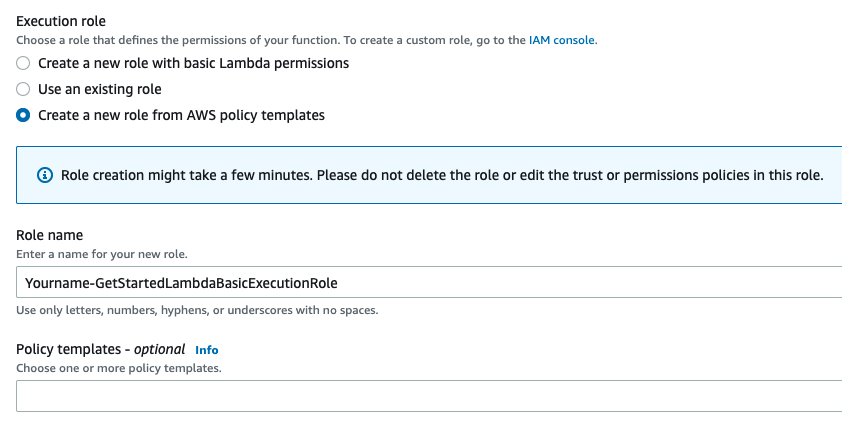 Execution role
Choose a role that defines the permissions of your function. To create a custom role, go to the IAM console.
Create a new role with basic Lambda permissions
Use an existing role
Create a new role from AWS policy templates
Role creation might take a few minutes. Please do not delete the role or edit the trust or permissions policies in this role.
Role name
Enter a name for your new role.
Yourname-GetStartedLambdaBasicExecutionRole
Use only letters, numbers, hyphens, or underscores with no spaces.
Policy templates - optional Info
Choose one or more policy templates.